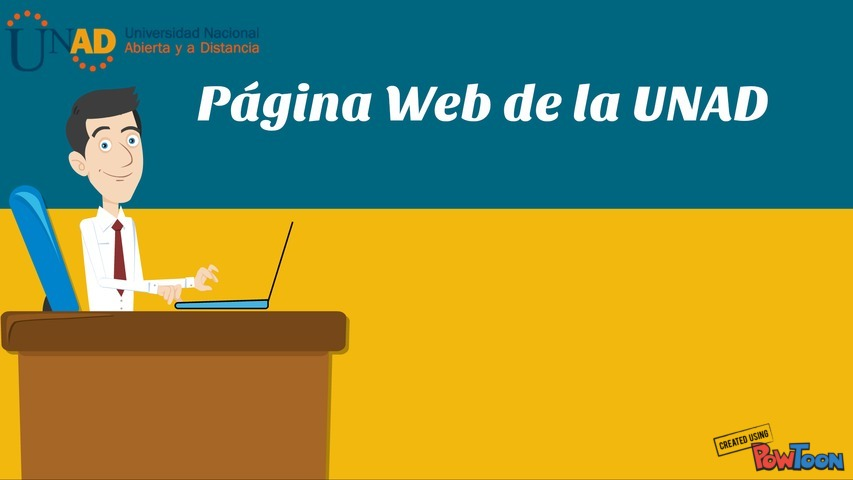 UNAD Universidad Nacional
Abierta y a Distancia
Página Web de la UNAD
CREATED USING
POWTOON